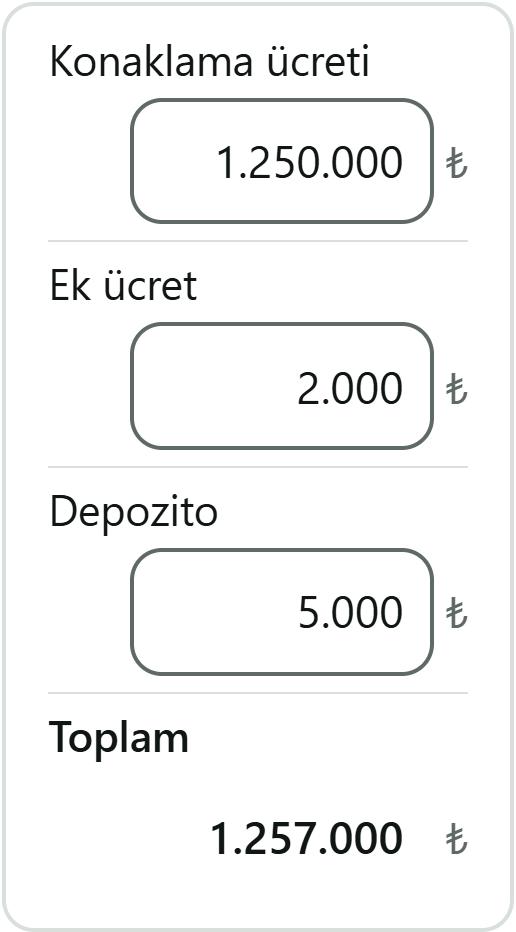 Konaklama ücreti
1.250.000 ₺
Ek ücret
2.000 ₺
Depozito
5.000 ₺
Toplam
1.257.000 ₺